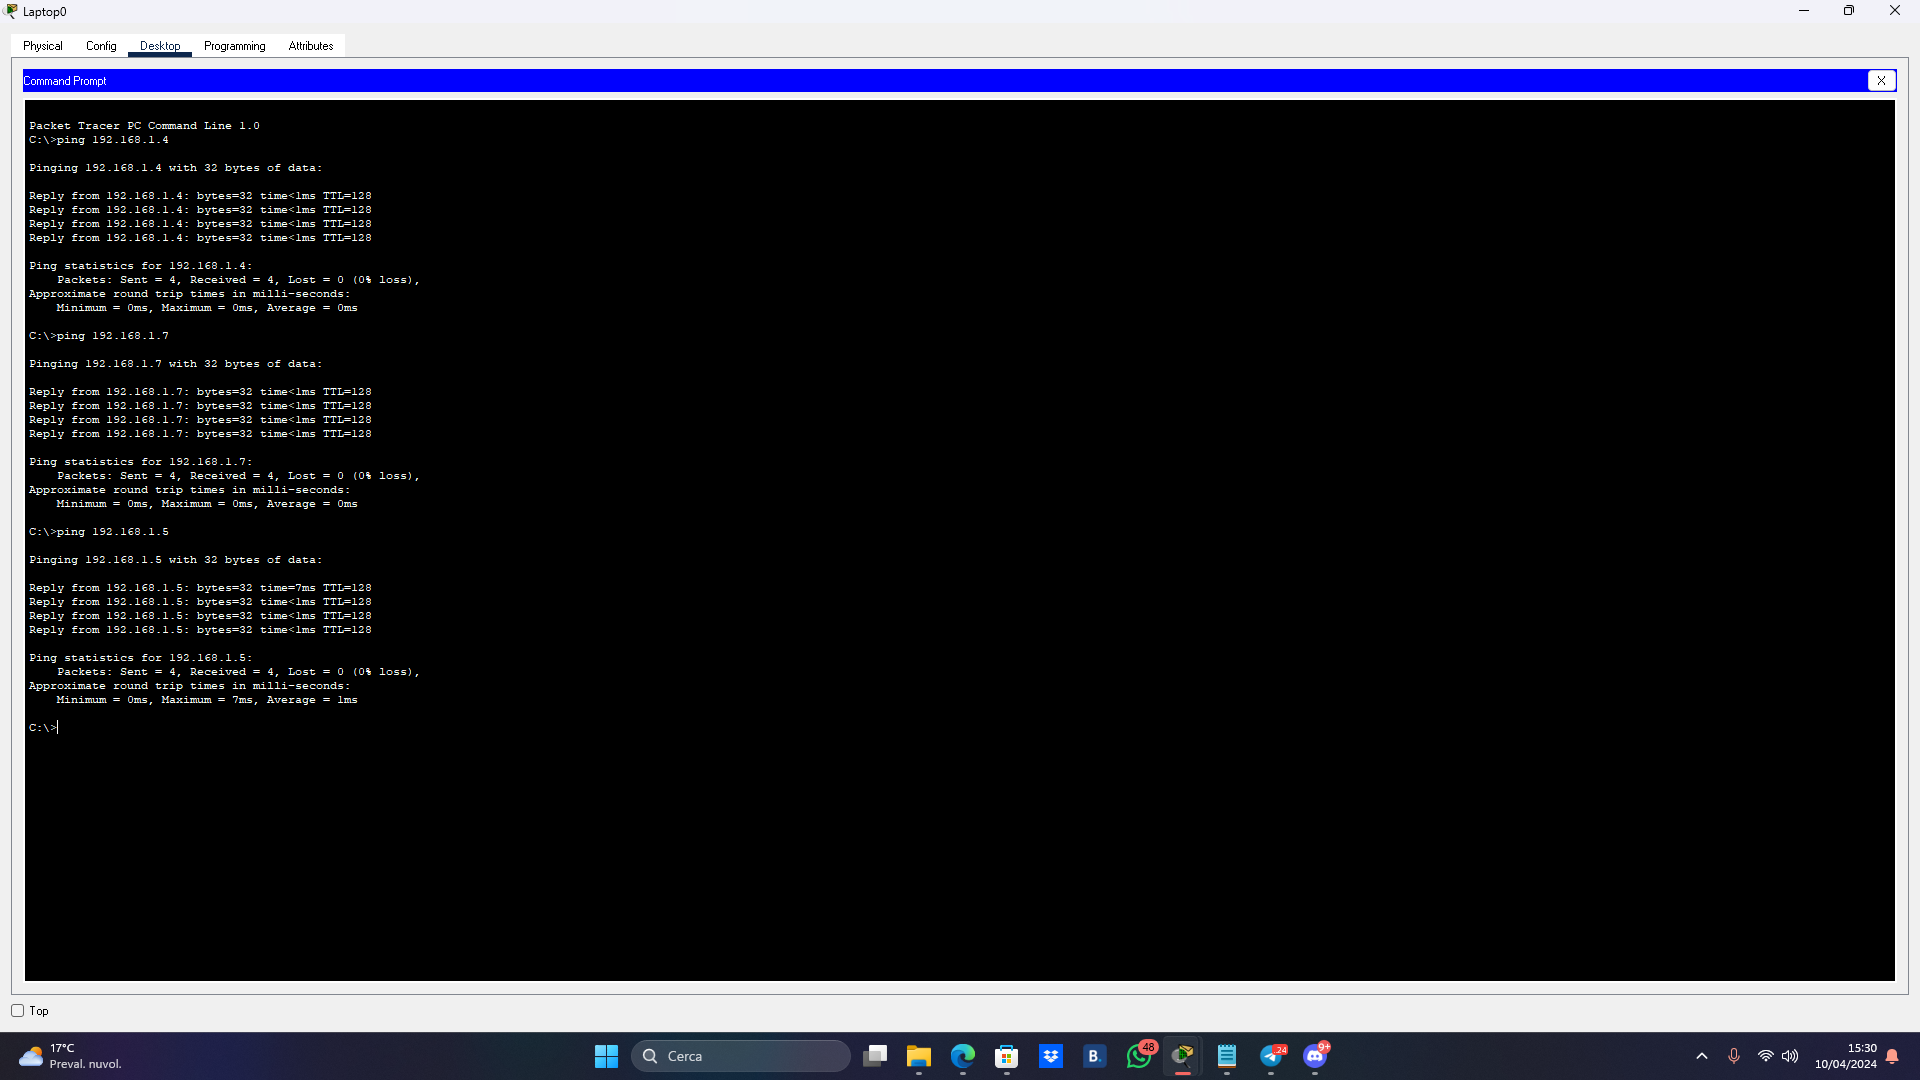 Laptop0
Physical Config Desktop Programming Attributes
Command Prompt
X
Packet Tracer PC Command Line 1.0
C:\>ping 192.168.1.4
Pinging 192.168.1.4 with 32 bytes of data:
Reply from 192.168.1.4: bytes=32 time<1ms TTL=128
Reply from 192.168.1.4: bytes=32 time<1ms TTL=128
Reply from 192.168.1.4: bytes=32 time<1ms TTL=128
Reply from 192.168.1.4: bytes=32 time<1ms TTL=128
Ping statistics for 192.168.1.4:
Packets: Sent = 4, Received = 4, Lost = 0 (0% loss),
Approximate round trip times in milli-seconds:
Minimum = 0ms, Maximum = 0ms, Average = 0ms
C:\>ping 192.168.1.7
Pinging 192.168.1.7 with 32 bytes of data:
Reply from 192.168.1.7: bytes=32 time<1ms TTL=128
Reply from 192.168.1.7: bytes=32 time<1ms TTL=128
Reply from 192.168.1.7: bytes=32 time<1ms TTL=128
Reply from 192.168.1.7: bytes=32 time<1ms TTL=128
Ping statistics for 192.168.1.7:
Packets: Sent = 4, Received = 4, Lost = 0 (0% loss),
Approximate round trip times in milli-seconds:
Minimum = 0ms, Maximum = 0ms, Average = 0ms
C:\>ping 192.168.1.5
Pinging 192.168.1.5 with 32 bytes of data:
Reply from 192.168.1.5: bytes=32 time=7ms TTL=128
Reply from 192.168.1.5: bytes=32 time<1ms TTL=128
Reply from 192.168.1.5: bytes=32 time<1ms TTL=128
Reply from 192.168.1.5: bytes=32 time<1ms TTL=128
Ping statistics for 192.168.1.5:
Packets: Sent = 4, Received = 4, Lost = 0 (0% loss),
Approximate round trip times in milli-seconds:
Minimum = 0ms, Maximum = 7ms, Average = 1ms
C:\>
Top
17°C
Preval. nuvol.
Cerca
B.
48
24
9+
15:30
10/04/2024